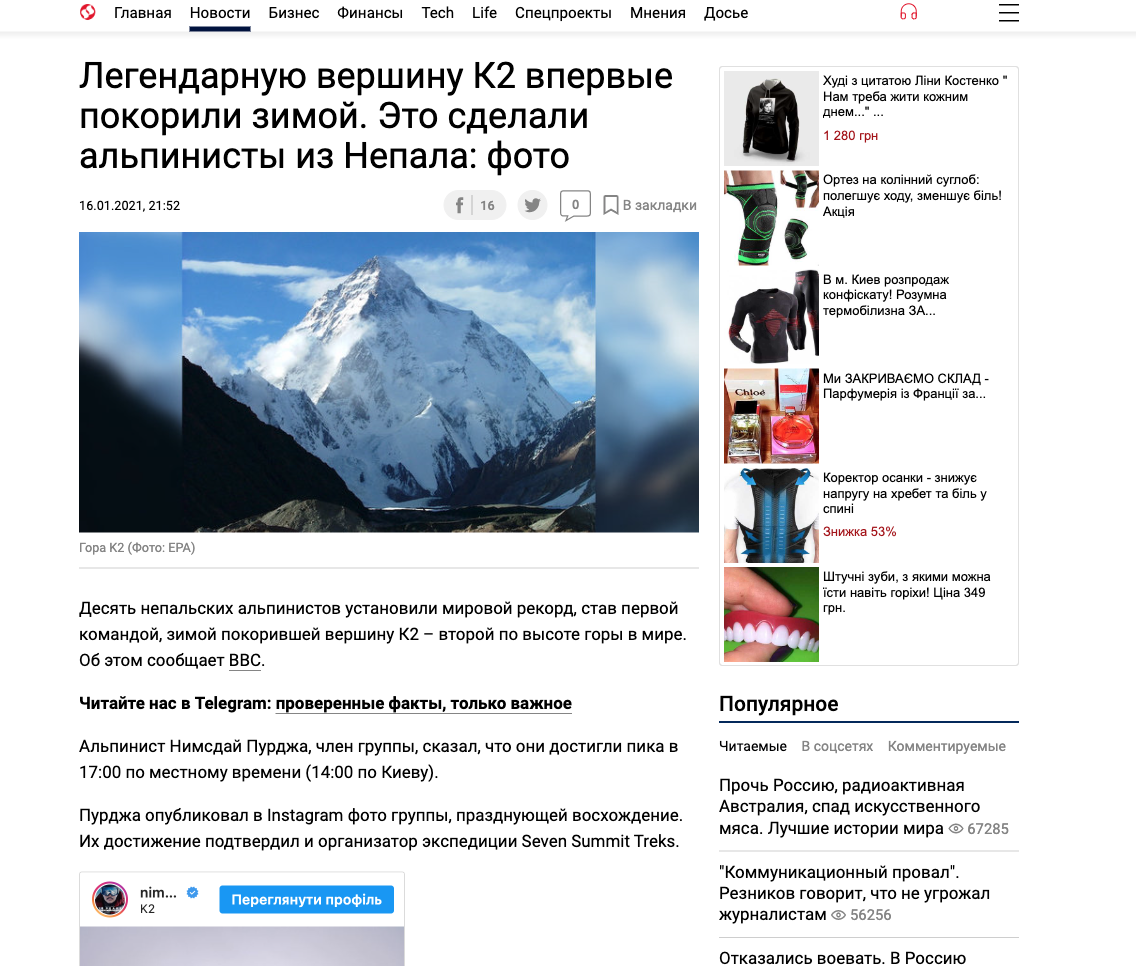 Главная Новости Бизнес Финансы Tech Life Спецпроекты Мнения Досье
Легендарную вершину К2 впервые
покорили зимой. Это сделали
альпинисты из Непала: фото
16.01.2021, 21:52
16
0
В закладки
Гора K2 (Фото: EPA)
Десять непальских альпинистов установили мировой рекорд, став первой
командой, зимой покорившей вершину К2 – второй по высоте горы в мире.
Об этом сообщает BBC.
Читайте нас в Telegram: проверенные факты, только важное
Альпинист Нимсдай Пурджа, член группы, сказал, что они достигли пика в
17:00 по местному времени (14:00 по Киеву).
Пурджа опубликовал в Instagram фото группы, празднующей восхождение.
Их достижение подтвердил и организатор экспедиции Seven Summit Treks.
nim...
K2
Переглянути профіль
Худі з цитатою Ліни Костенко "
Нам треба жити кожним
днем..." ...
1 280 грн
Ортез на колінний суглоб:
полегшує ходу, зменшує біль!
Акція
В м. Киев розпродаж
конфіскату! Розумна
термобілизна ЗА...
Chloé
Ми ЗАКРИВАЄМО СКЛАД -
Парфумерія із Франції за...
Коректор осанки - знижує
напругу на хребет та біль у
спині
Знижка 53%
Штучні зуби, з якими можна
їсти навіть горіхи! Ціна 349
грн.
Популярное
Читаемые В соцсетях Комментируемые
Прочь Россию, радиоактивная
Австралия, спад искусственного
мяса. Лучшие истории мира 67285
"Коммуникационный провал".
Резников говорит, что не угрожал
журналистам 56256
Отказались воевать. В Россию